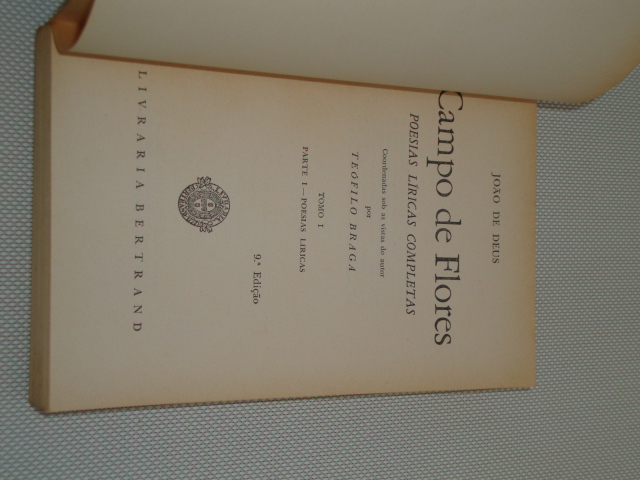 JOÃO DE DEUS
Campo de Flores
POESIAS LÍRICAS COMPLETAS
Coordenadas sob as vistas do autor
por
TEÓFILO BRAGA
TOMO I
PARTE I — POESIAS LÍRICAS
9.ª Edição
LIVRARIA BERTRAND